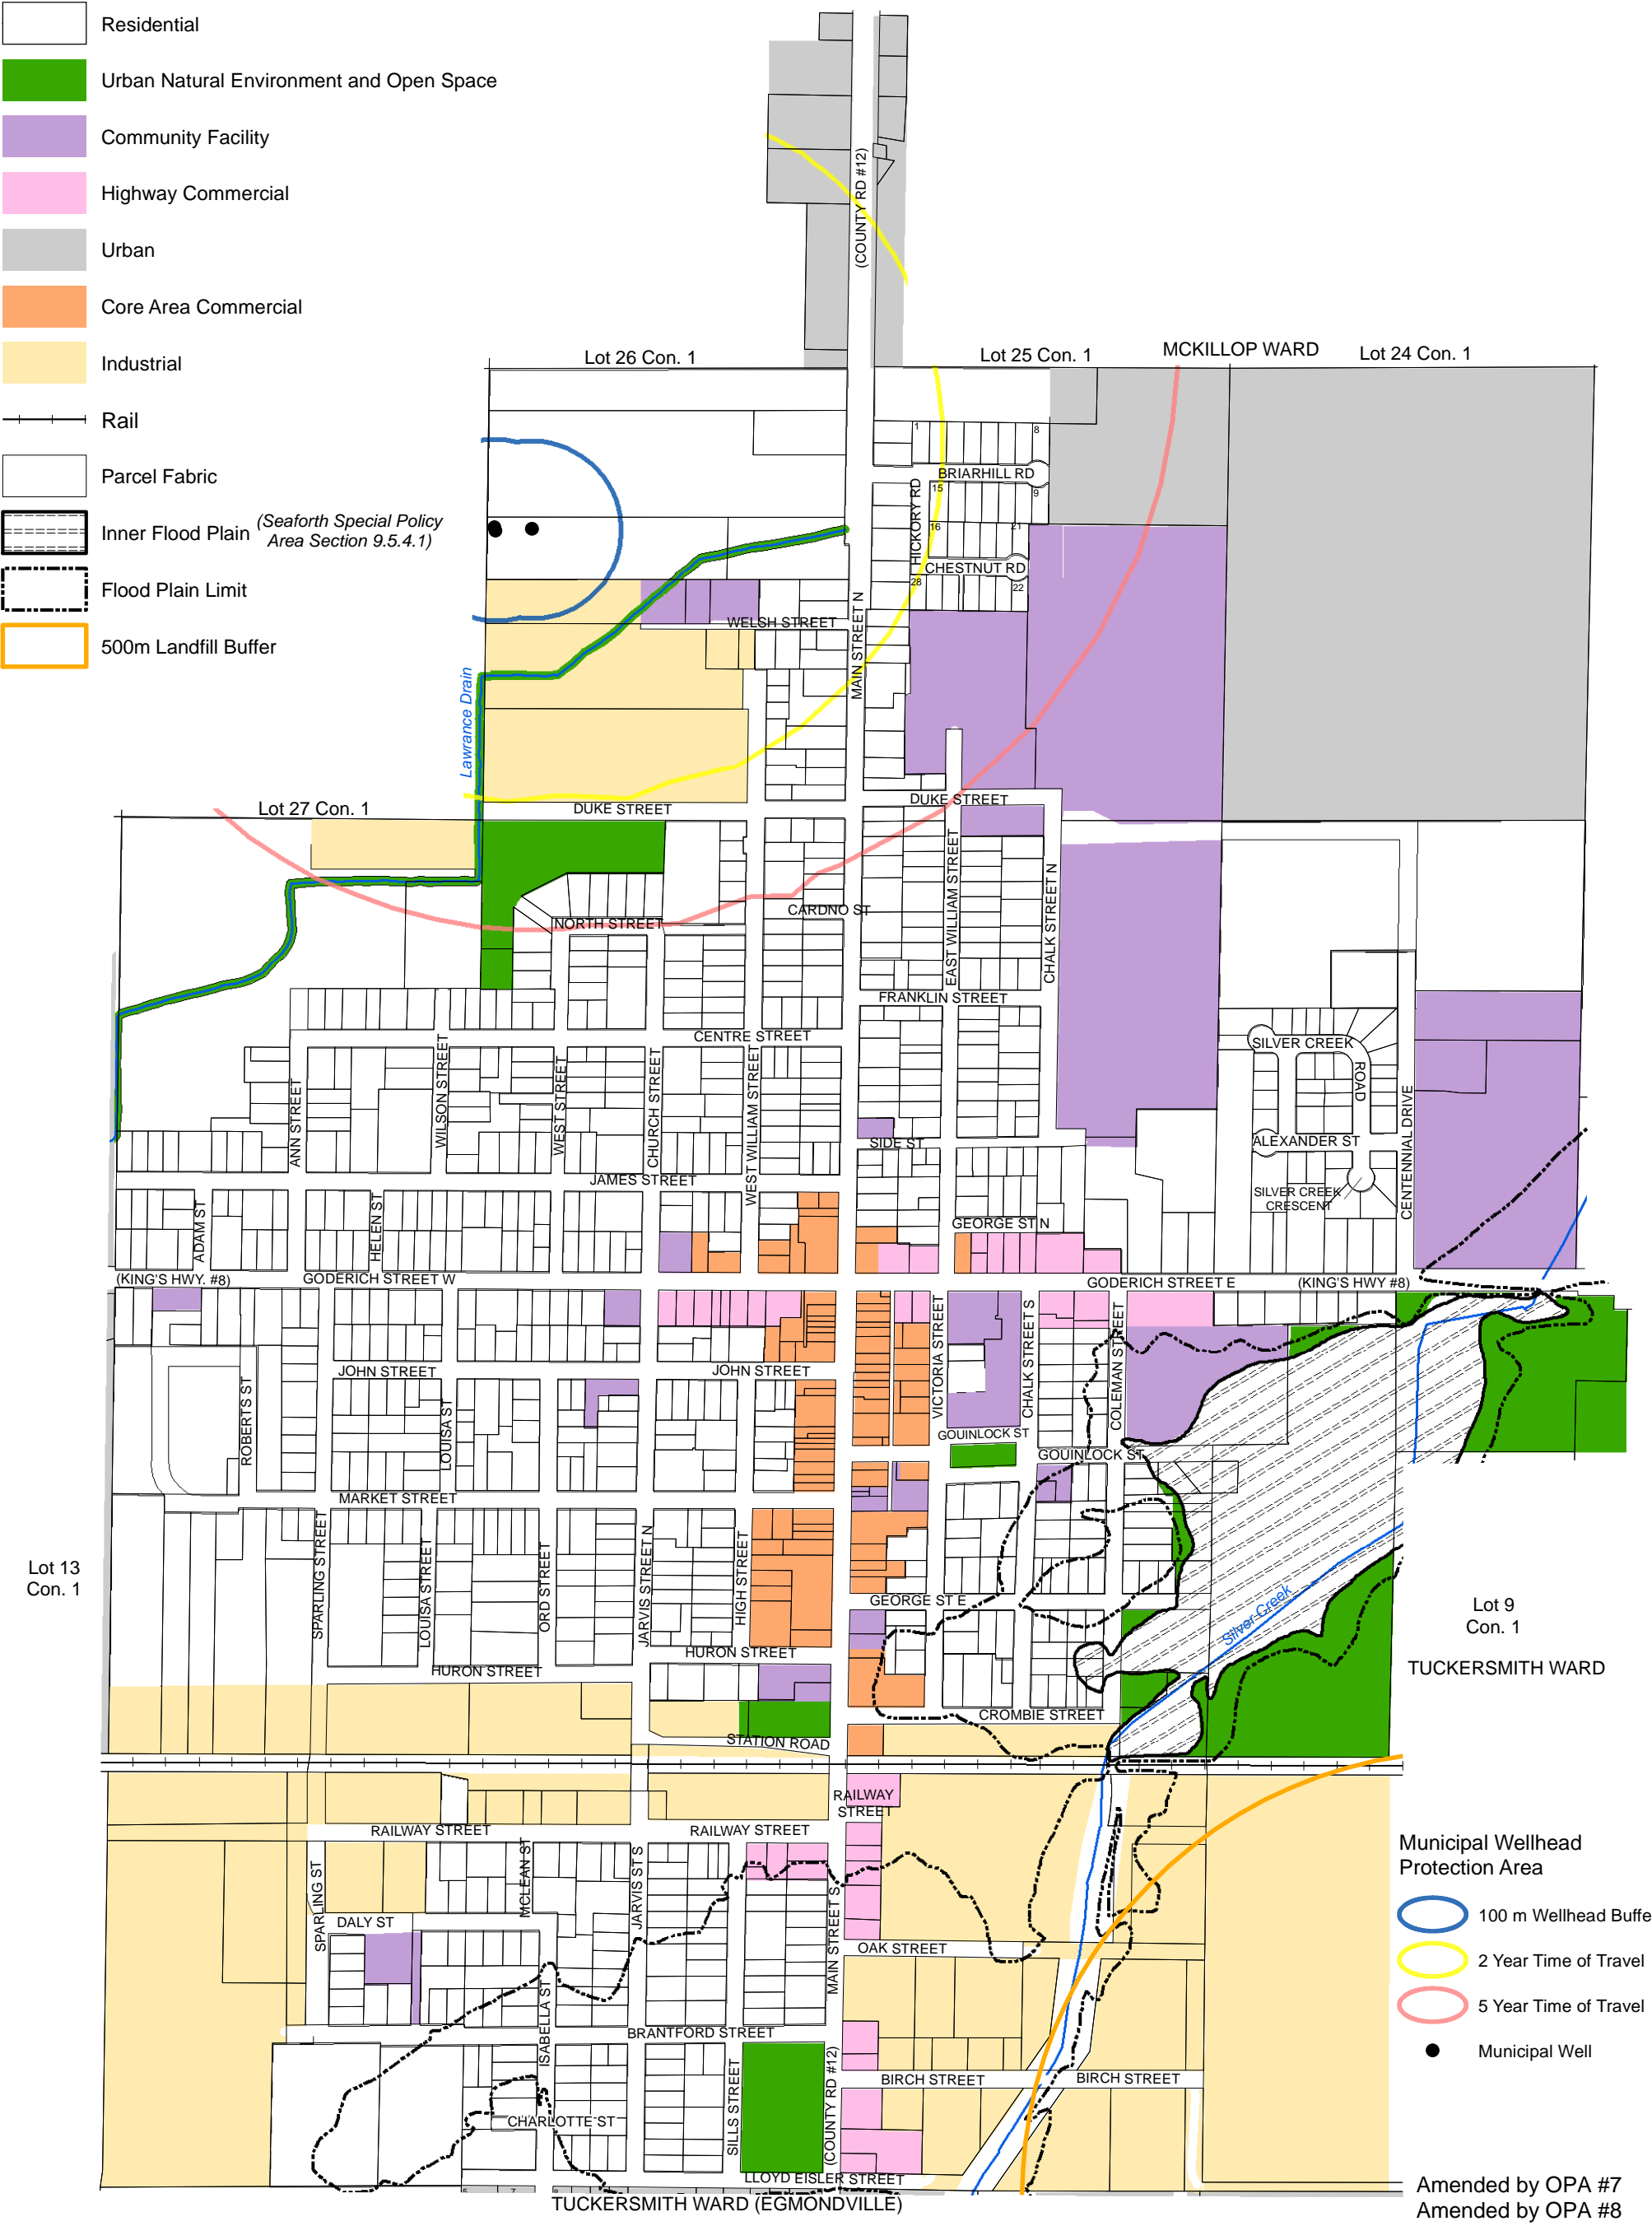 Residential
Urban Natural Environment and Open Space
Community Facility
Highway Commercial
Urban
Core Area Commercial
Industrial
Rail
Parcel Fabric
Inner Flood Plain
(Seaforth Special Policy
Area Section 9.5.4.1)
Flood Plain Limit
500m Landfill Buffer
(COUNTY RD #12)
Lot 26 Con. 1
Lot 25 Con. 1
MCKILLOP WARD
Lot 24 Con. 1
1
8
BRIARHILL RD
15
9
HICKORY RD
16
21
CHESTNUT RD
28
22
WELSH STREET
MAIN STREET N
Lawrance Drain
Lot 27 Con. 1
DUKE STREET
DUKE STREET
EAST WILLIAM STREET
CHALK STREET N
CARDNO ST
NORTH STREET
FRANKLIN STREET
CENTRE STREET
ANN STREET
WILSON STREET
WEST STREET
CHURCH STREET
WEST WILLIAM STREET
SILVER CREEK
ROAD
CENTENNIAL DRIVE
SIDE ST
ALEXANDER ST
JAMES STREET
SILVER CREEK
CRESCENT
ADAM ST
HELEN ST
GEORGE ST N
(KING'S HWY. #8)
GODERICH STREET W
GODERICH STREET E
(KING'S HWY #8)
VICTORIA STREET
CHALK STREET S
COLEMAN STREET
JOHN STREET
JOHN STREET
ROBERTS ST
LOUISA ST
GOUINLOCK ST
GOUINLOCK ST
MARKET STREET
Lot 13
Con. 1
SPARLING STREET
LOUISA STREET
ORD STREET
JARVIS STREET N
HIGH STREET
GEORGE ST E
Silver Creek
Lot 9
Con. 1
TUCKERSMITH WARD
HURON STREET
HURON STREET
CROMBIE STREET
STATION ROAD
RAILWAY
STREET
RAILWAY STREET
RAILWAY STREET
SPARLING ST
MCLEAN ST
JARVIS ST S
MAIN STREET S
DALY ST
OAK STREET
ISABELLA ST
BRANTFORD STREET
SILLS STREET
(COUNTY RD #12)
BIRCH STREET
BIRCH STREET
CHARLOTTE ST
LLOYD EISLER STREET
TUCKERSMITH WARD (EGMONDVILLE)
Municipal Wellhead
Protection Area
100 m Wellhead Buffe
2 Year Time of Travel
5 Year Time of Travel
Municipal Well
Amended by OPA #7
Amended by OPA #8